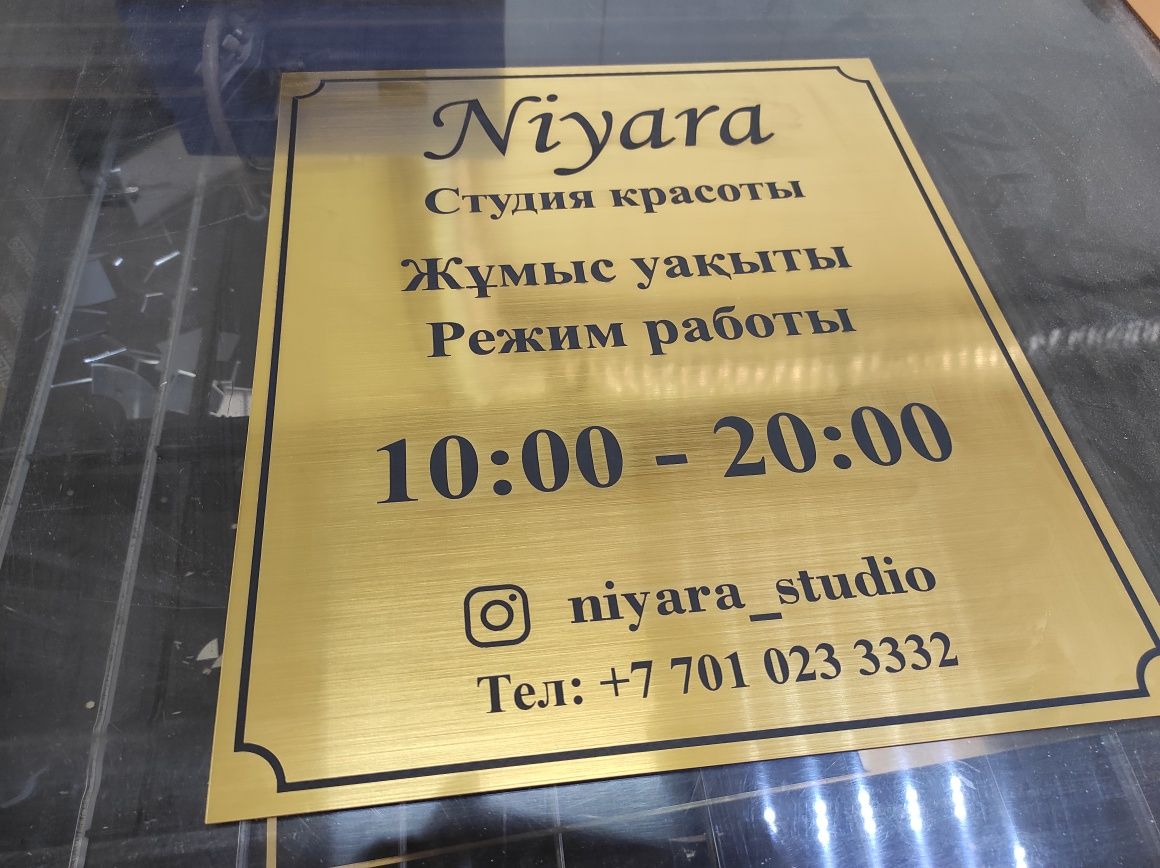 Niyara
Студия красоты
Жұмыс уақыты
Режим работы
10:00 - 20:00
niyara_studio
Тел: +7 701 023 3332